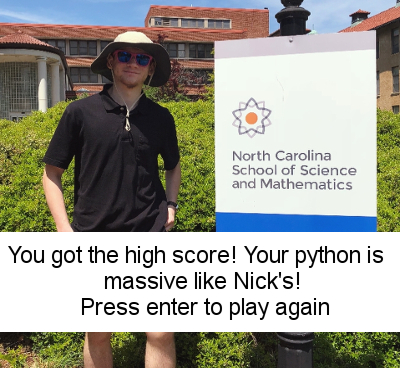 North Carolina
School of Science
and Mathematics
You got the high score! Your python is
massive like Nick's!
Press enter to play again